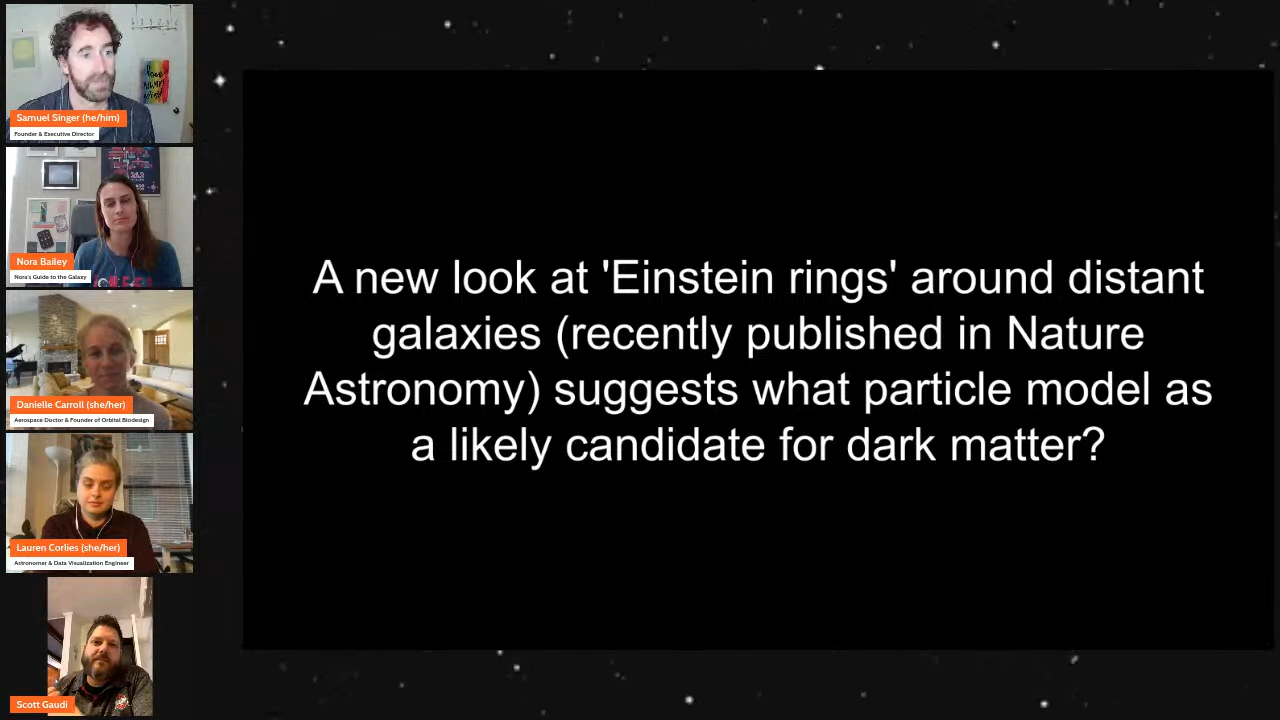 Samuel Singer (he/him)
Founder & Executive Director
Nora Bailey
Nora's Guide to the Galaxy
Danielle Carroll (she/her)
Aerospace Doctor & Founder of Orbital Biodesign
Lauren Corlies (she/her)
Astronomer & Data Visualization Engineer
Scott Gaudi
A new look at 'Einstein rings' around distant
galaxies (recently published in Nature
Astronomy) suggests what particle model as
a likely candidate for dark matter?